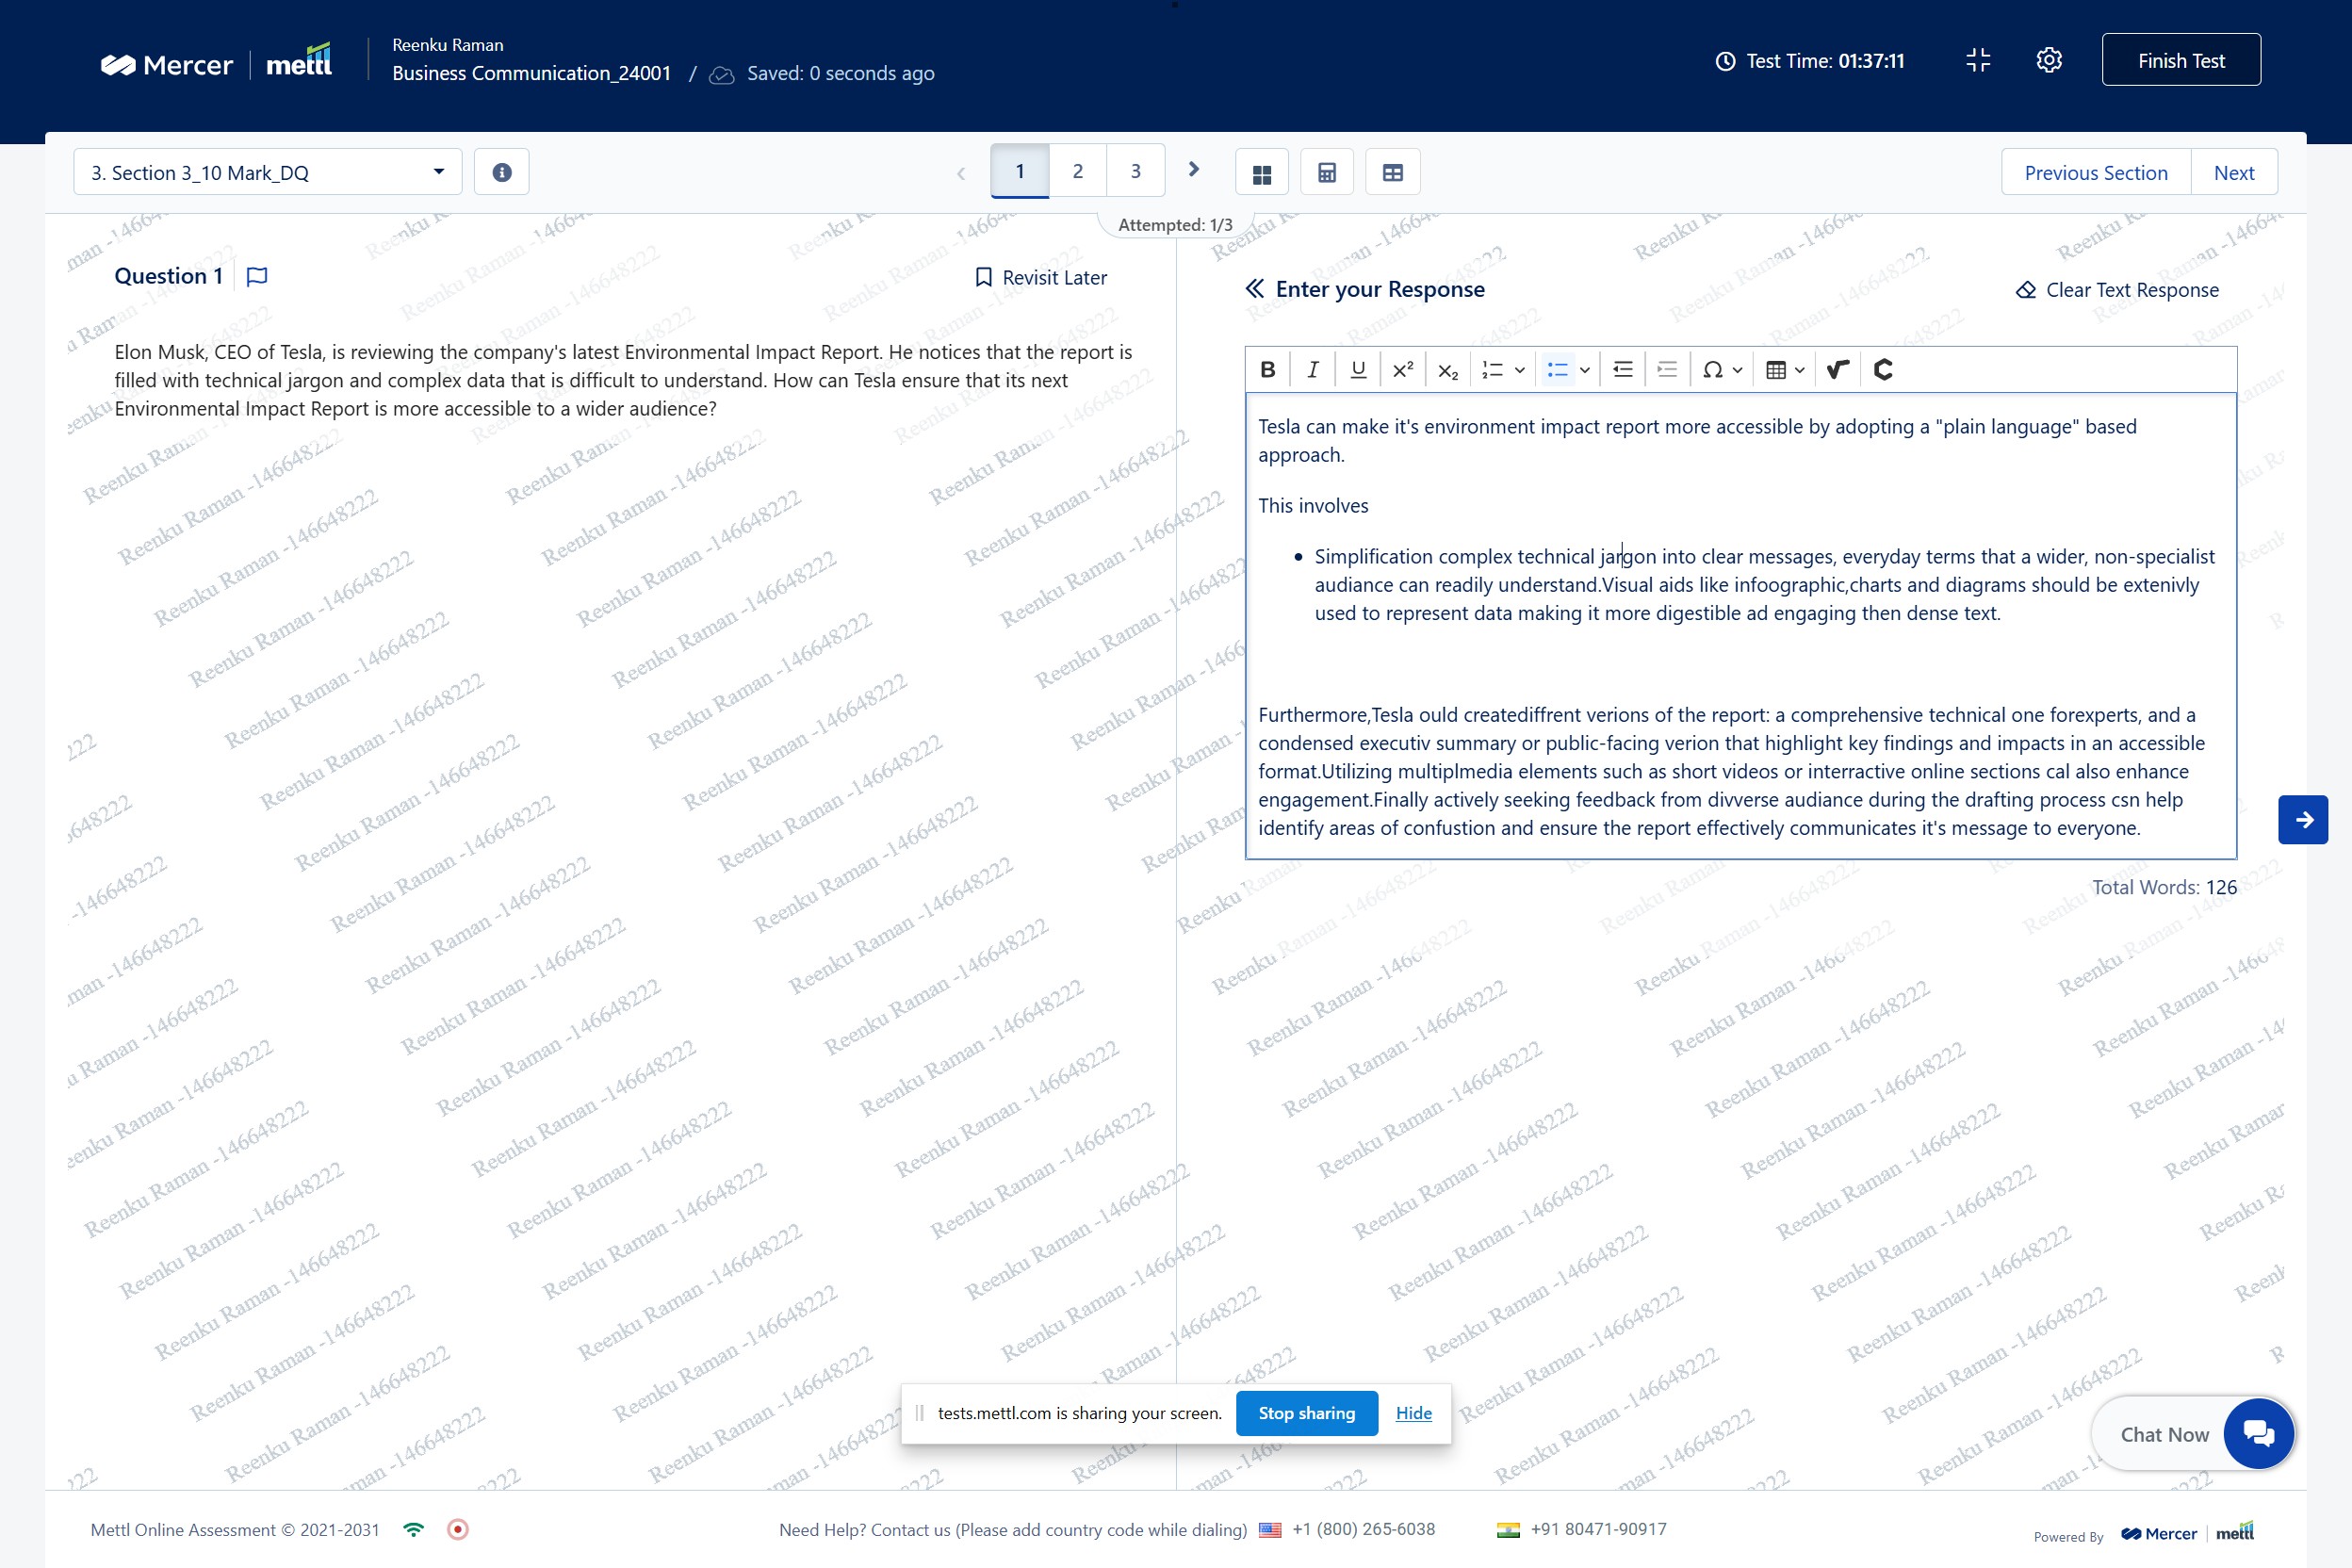 Mercer | mettl
Reenku Raman
Business Communication_24001 / Saved: 0 seconds ago
Test Time: 01:37:11
Finish Test
3. Section 3_10 Mark_DQ
1 2 3
Previous Section
Next
Attempted: 1/3
Question 1
Revisit Later
Elon Musk, CEO of Tesla, is reviewing the company's latest Environmental Impact Report. He notices that the report is
filled with technical jargon and complex data that is difficult to understand. How can Tesla ensure that its next
Environmental Impact Report is more accessible to a wider audience?
Enter your Response
Clear Text Response
Tesla can make it's environment impact report more accessible by adopting a "plain language" based
approach.
This involves
• Simplification complex technical jargon into clear messages, everyday terms that a wider, non-specialist
audiance can readily understand.Visual aids like infoographic,charts and diagrams should be extenivly
used to represent data making it more digestible ad engaging then dense text.
Furthermore,Tesla ould creatediffrent verions of the report: a comprehensive technical one forexperts, and a
condensed executiv summary or public-facing verion that highlight key findings and impacts in an accessible
format.Utilizing multiplmedia elements such as short videos or interractive online sections cal also enhance
engagement.Finally actively seeking feedback from divverse audiance during the drafting process csn help
identify areas of confustion and ensure the report effectively communicates it's message to everyone.
Total Words: 126
Reenku Raman -146648222
tests.mettl.com is sharing your screen.
Stop sharing
Hide
Chat Now
Mettl Online Assessment © 2021-2031
Need Help? Contact us (Please add country code while dialing) +1 (800) 265-6038 +91 80471-90917
Powered By Mercer | mettl